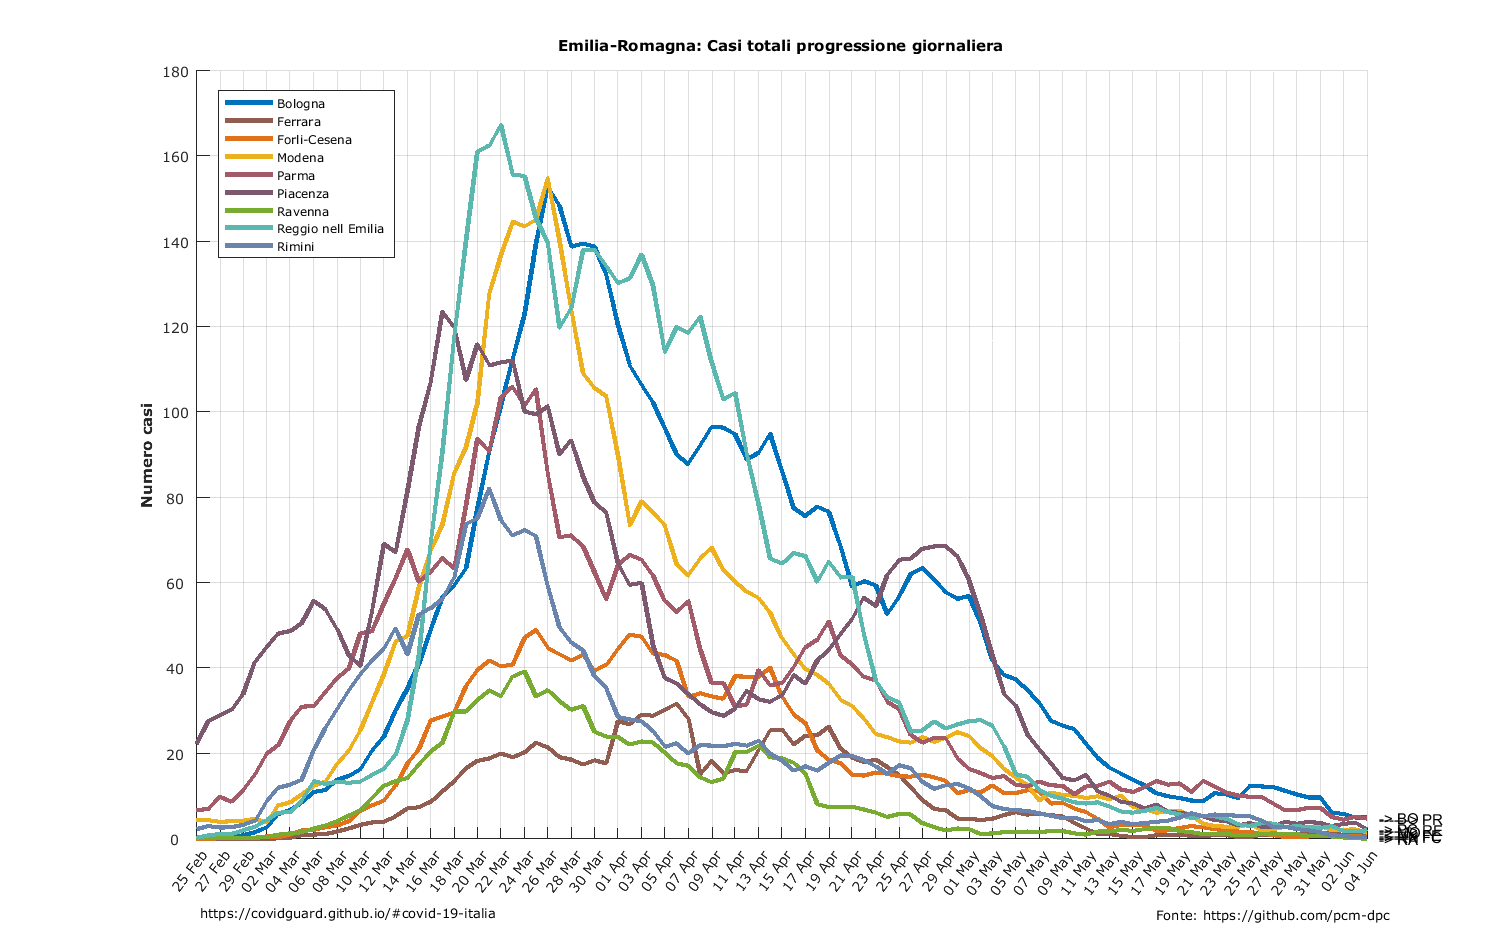 Emilia-Romagna: Casi totali progressione giornaliera
Numero casi
180
160
140
120
100
80
60
40
20
0
Bologna
Ferrara
Forli-Cesena
Modena
Parma
Piacenza
Ravenna
Reggio nell Emilia
Rimini
25 Feb
27 Feb
29 Feb
02 Mar
04 Mar
06 Mar
08 Mar
10 Mar
12 Mar
14 Mar
16 Mar
18 Mar
20 Mar
22 Mar
24 Mar
26 Mar
28 Mar
30 Mar
01 Apr
03 Apr
05 Apr
07 Apr
09 Apr
11 Apr
13 Apr
15 Apr
17 Apr
19 Apr
21 Apr
23 Apr
25 Apr
27 Apr
29 Apr
01 May
03 May
05 May
07 May
09 May
11 May
13 May
15 May
17 May
19 May
21 May
23 May
25 May
27 May
29 May
31 May
02 Jun
04 Jun
PR
https://covidguard.github.io/#covid-19-italia
Fonte: https://github.com/pcm-dpc